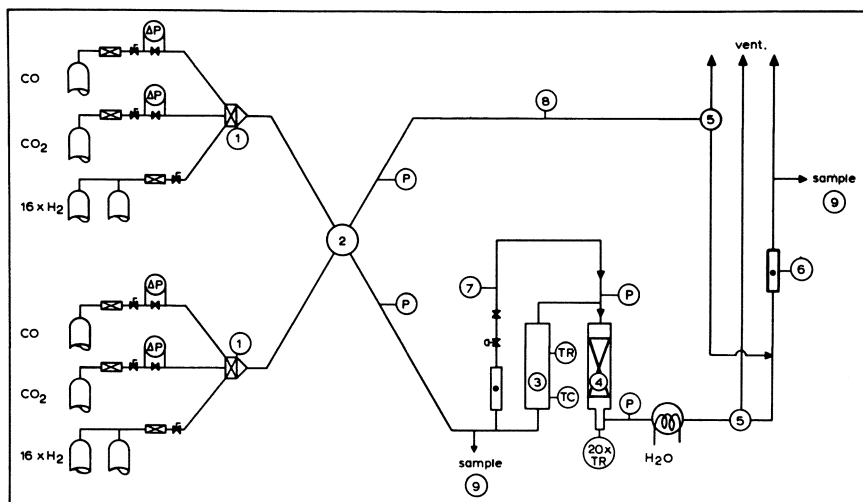 ΔP
CO
ΔP
CO2
1
16 x H2
vent.
8
5
P
sample
9
2
6
7
P
P
ΔP
CO
ΔP
CO2
1
16 x H2
3
TR
TC
4
P
5
20x
TR
H2O
sample
9